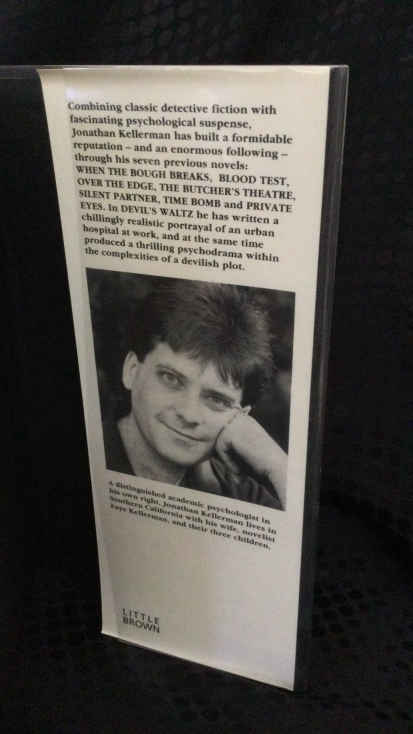 Combining classic detective fiction with
fascinating psychological suspense,
Jonathan Kellerman has built a formidable
reputation – and an enormous following –
through his seven previous novels:
WHEN THE BOUGH BREAKS, BLOOD TEST,
OVER THE EDGE, THE BUTCHER'S THEATRE,
SILENT PARTNER, TIME BOMB and PRIVATE
EYES. In DEVIL'S WALTZ he has written a
chillingly realistic portrayal of an urban
hospital at work, and at the same time
produced a thrilling psychodrama within
the complexities of a devilish plot.
A distinguished academic psychologist in
his own right, Jonathan Kellerman lives in
Southern California with his wife, novelist
Faye Kellerman, and their three children.
LITTLE
BROWN